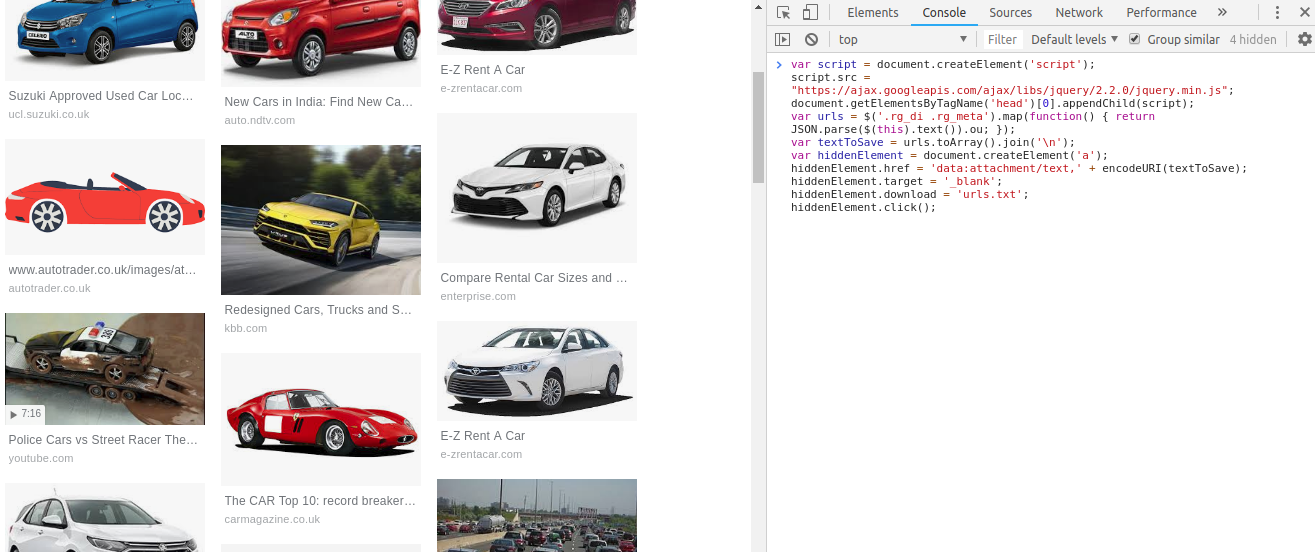 CELERIO
Suzuki Approved Used Car Loc…
ucl.suzuki.co.uk
www.autotrader.co.uk/images/at…
autotrader.co.uk
7:16
Police Cars vs Street Racer The…
youtube.com
ALTO
New Cars in India: Find New Ca…
auto.ndtv.com
Redesigned Cars, Trucks and S…
kbb.com
The CAR Top 10: record breaker…
carmagazine.co.uk
E-Z Rent A Car
e-zrentacar.com
Compare Rental Car Sizes and …
enterprise.com
E-Z Rent A Car
e-zrentacar.com
Elements Console Sources Network Performance »
top Filter Default levels Group similar 4 hidden
var script = document.createElement('script');
script.src =
"https://ajax.googleapis.com/ajax/libs/jquery/2.2.0/jquery.min.js";
document.getElementsByTagName('head')[0].appendChild(script);
var urls = $('.rg_di .rg_meta').map(function() { return
JSON.parse($(this).text()).ou; });
var textToSave = urls.toArray().join('\n');
var hiddenElement = document.createElement('a');
hiddenElement.href = 'data:attachment/text,' + encodeURI(textToSave);
hiddenElement.target = '_blank';
hiddenElement.download = 'urls.txt';
hiddenElement.click();